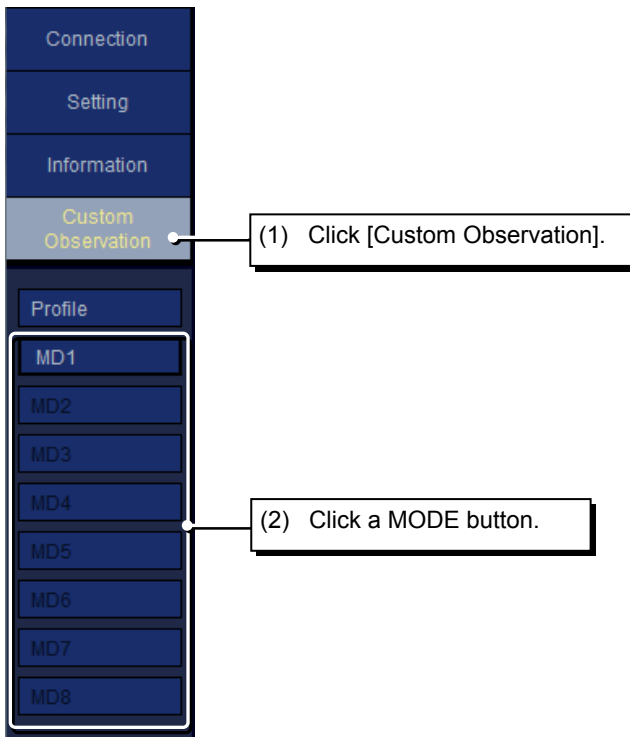 Connection
Setting
Information
Custom
Observation
(1) Click [Custom Observation].
Profile
MD1
MD2
MD3
MD4
(2) Click a MODE button.
MD5
MD6
MD7
MD8